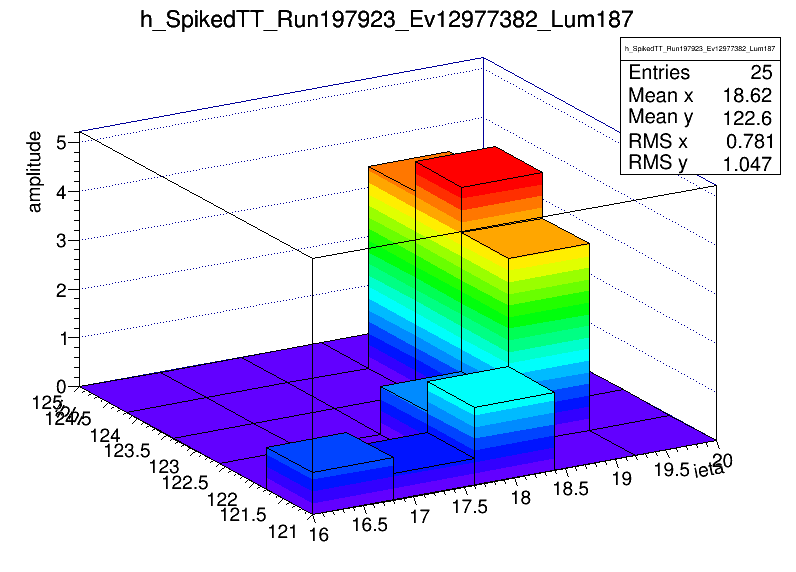 h_SpikedTT_Run197923_Ev12977382_Lum187
h_SpikedTT_Run197923_Ev12977382_Lum187
Entries 25
Mean x 18.62
Mean y 122.6
RMS x 0.781
RMS y 1.047
amplitude
5
4
3
2
1
0
125
124.5
124
123.5
123
122.5
122
121.5
121
16
16.5
17
17.5
18
18.5
19
19.5
20
ieta